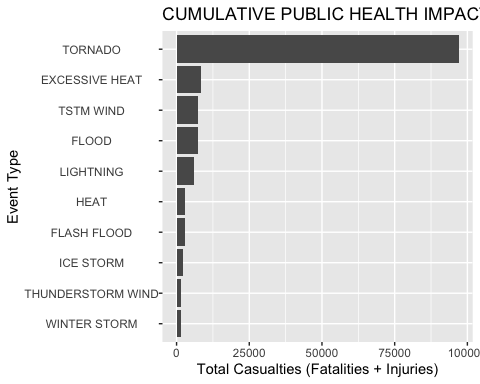 CUMULATIVE PUBLIC HEALTH IMPAC
TORNADO
EXCESSIVE HEAT
TSTM WIND
FLOOD
LIGHTNING
HEAT
FLASH FLOOD
ICE STORM
THUNDERSTORM WIND
WINTER STORM
Event Type
0 25000 50000 75000 100000
Total Casualties (Fatalities + Injuries)